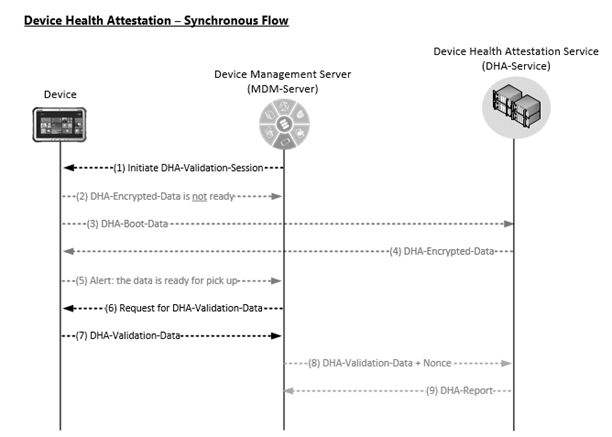 Device Health Attestation – Synchronous Flow
Device Health Attestation Service
(DHA-Service)
Device Management Server
(MDM-Server)
Device
(1) Initiate DHA-Validation-Session
(2) DHA-Encrypted-Data is not ready
(3) DHA-Boot-Data
(4) DHA-Encrypted-Data
(5) Alert: the data is ready for pick up
(6) Request for DHA-Validation-Data
(7) DHA-Validation-Data
(8) DHA-Validation-Data + Nonce
(9) DHA-Report